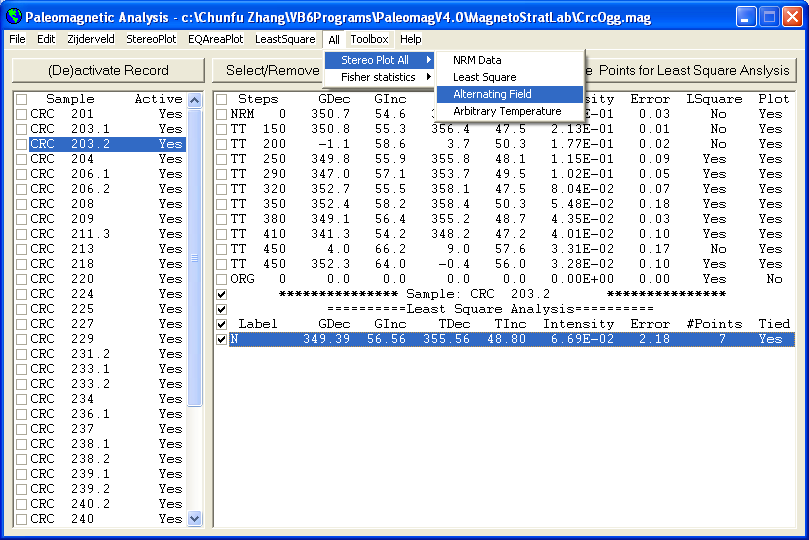 Paleomagnetic Analysis - c:\Chunfu Zhang\VB6Programs\PaleomagV4.0\MagnetoStratLab\CrcOgg.mag
File Edit Zijderveld StereoPlot EQAreaPlot LeastSquare All Toolbox Help
Stereo Plot All
Fisher statistics
NRM Data
Least Square
Alternating Field
Arbitrary Temperature
(De)activate Record
Select/Remove
Points for Least Square Analysis
Sample Active
CRC 201 Yes
CRC 203.1 Yes
CRC 203.2 Yes
CRC 204 Yes
CRC 206.1 Yes
CRC 206.2 Yes
CRC 208 Yes
CRC 209 Yes
CRC 211.3 Yes
CRC 213 Yes
CRC 218 Yes
CRC 220 Yes
CRC 224 Yes
CRC 225 Yes
CRC 227 Yes
CRC 229 Yes
CRC 231.2 Yes
CRC 233.1 Yes
CRC 233.2 Yes
CRC 234 Yes
CRC 236.1 Yes
CRC 237 Yes
CRC 238.1 Yes
CRC 238.2 Yes
CRC 239.1 Yes
CRC 239.2 Yes
CRC 240.2 Yes
CRC 240 Yes
Steps GDec GInc ensity Error LSquare Plot
NRM 0 350.7 54.6 E-01 0.03 No Yes
TT 150 350.8 55.3 356.4 47.5 2.13E-01 0.01 No Yes
TT 200 -1.1 58.6 3.7 50.3 1.77E-01 0.02 No Yes
TT 250 349.8 55.9 355.8 48.1 1.15E-01 0.09 Yes Yes
TT 290 347.0 57.1 353.7 49.5 1.02E-01 0.05 Yes Yes
TT 320 352.7 55.5 358.1 47.5 8.04E-02 0.07 Yes Yes
TT 350 352.4 58.2 358.4 50.3 5.48E-02 0.18 Yes Yes
TT 380 349.1 56.4 355.2 48.7 4.35E-02 0.03 Yes Yes
TT 410 341.3 54.2 348.2 47.2 4.01E-02 0.10 Yes Yes
TT 450 4.0 66.2 9.0 57.6 3.31E-02 0.17 No Yes
TT 450 352.3 64.0 -0.4 56.0 3.28E-02 0.10 Yes Yes
ORG 0 0.0 0.0 0.0 0.0 0.00E+00 0.00 Yes No
*************** Sample: CRC 203.2 ***************
==========Least Square Analysis==========
Label GDec GInc TDec TInc Intensity Error #Points Tied
N 349.39 56.56 355.56 48.80 6.69E-02 2.18 7 Yes